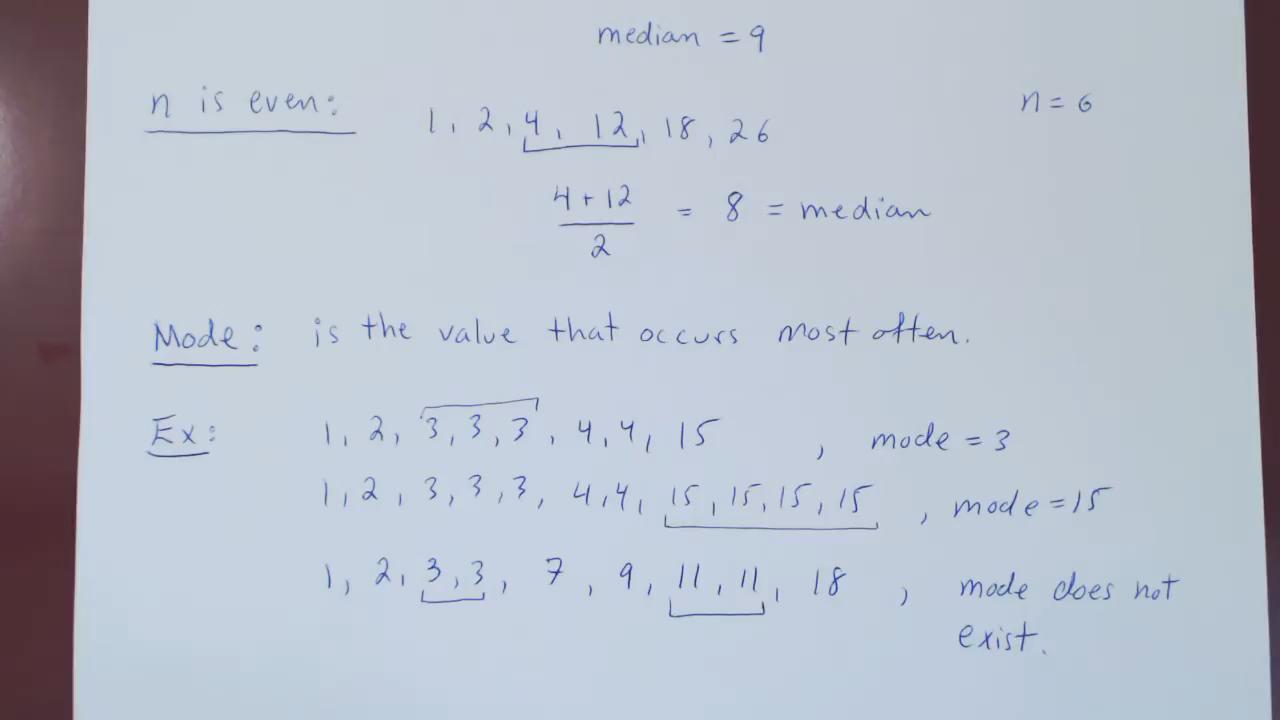 median = 9
n is even: 1, 2, 4, 12, 18, 26 n = 6
4 + 12
2
= 8 = median
Mode: is the value that occurs most often.
Ex: 1, 2, 3, 3, 3, 4, 4, 15 , mode = 3
1, 2, 3, 3, 3, 4, 4, 15, 15, 15, 15 , mode = 15
1, 2, 3, 3, 7, 9, 11, 11, 18 , mode does not
exist.